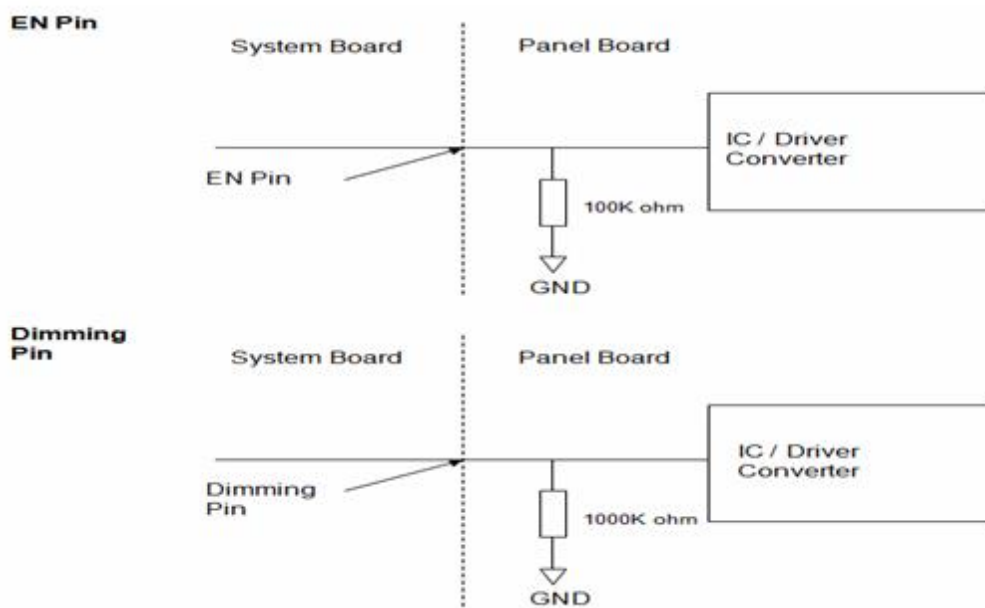 EN Pin
System Board
Panel Board
IC / Driver
Converter
EN Pin
100K ohm
GND
Dimming
Pin
System Board
Panel Board
IC / Driver
Converter
Dimming
Pin
1000K ohm
GND